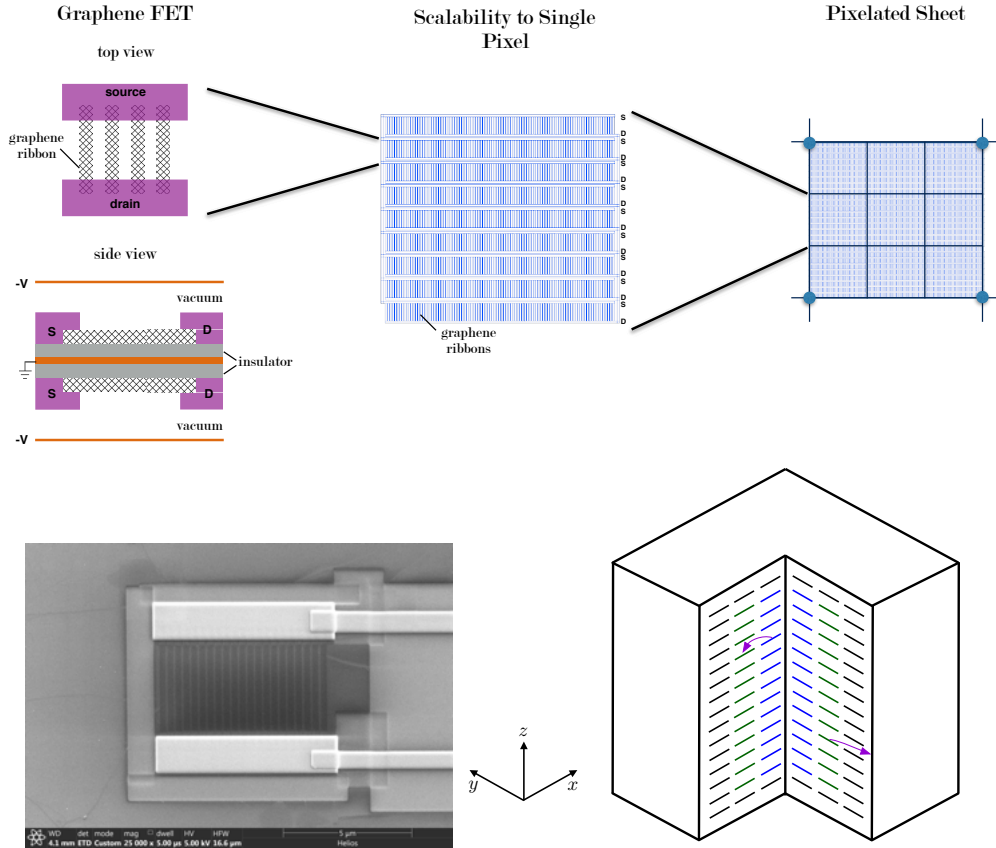 Graphene FET
Scalability to Single
Pixel
Pixelated Sheet
top view
source
graphene
ribbon
drain
S
D
S
D
S
D
S
D
S
D
S
D
S
D
S
D
S
D
graphene
ribbons
side view
-V
vacuum
S
D
insulator
S
D
vacuum
-V
z
y
x
WD det mode mag □ dwell HV HFW
4.1 mm ETD Custom 25 000 x 5.00 µs 5.00 kV 16.6 µm
5 µm
Helios